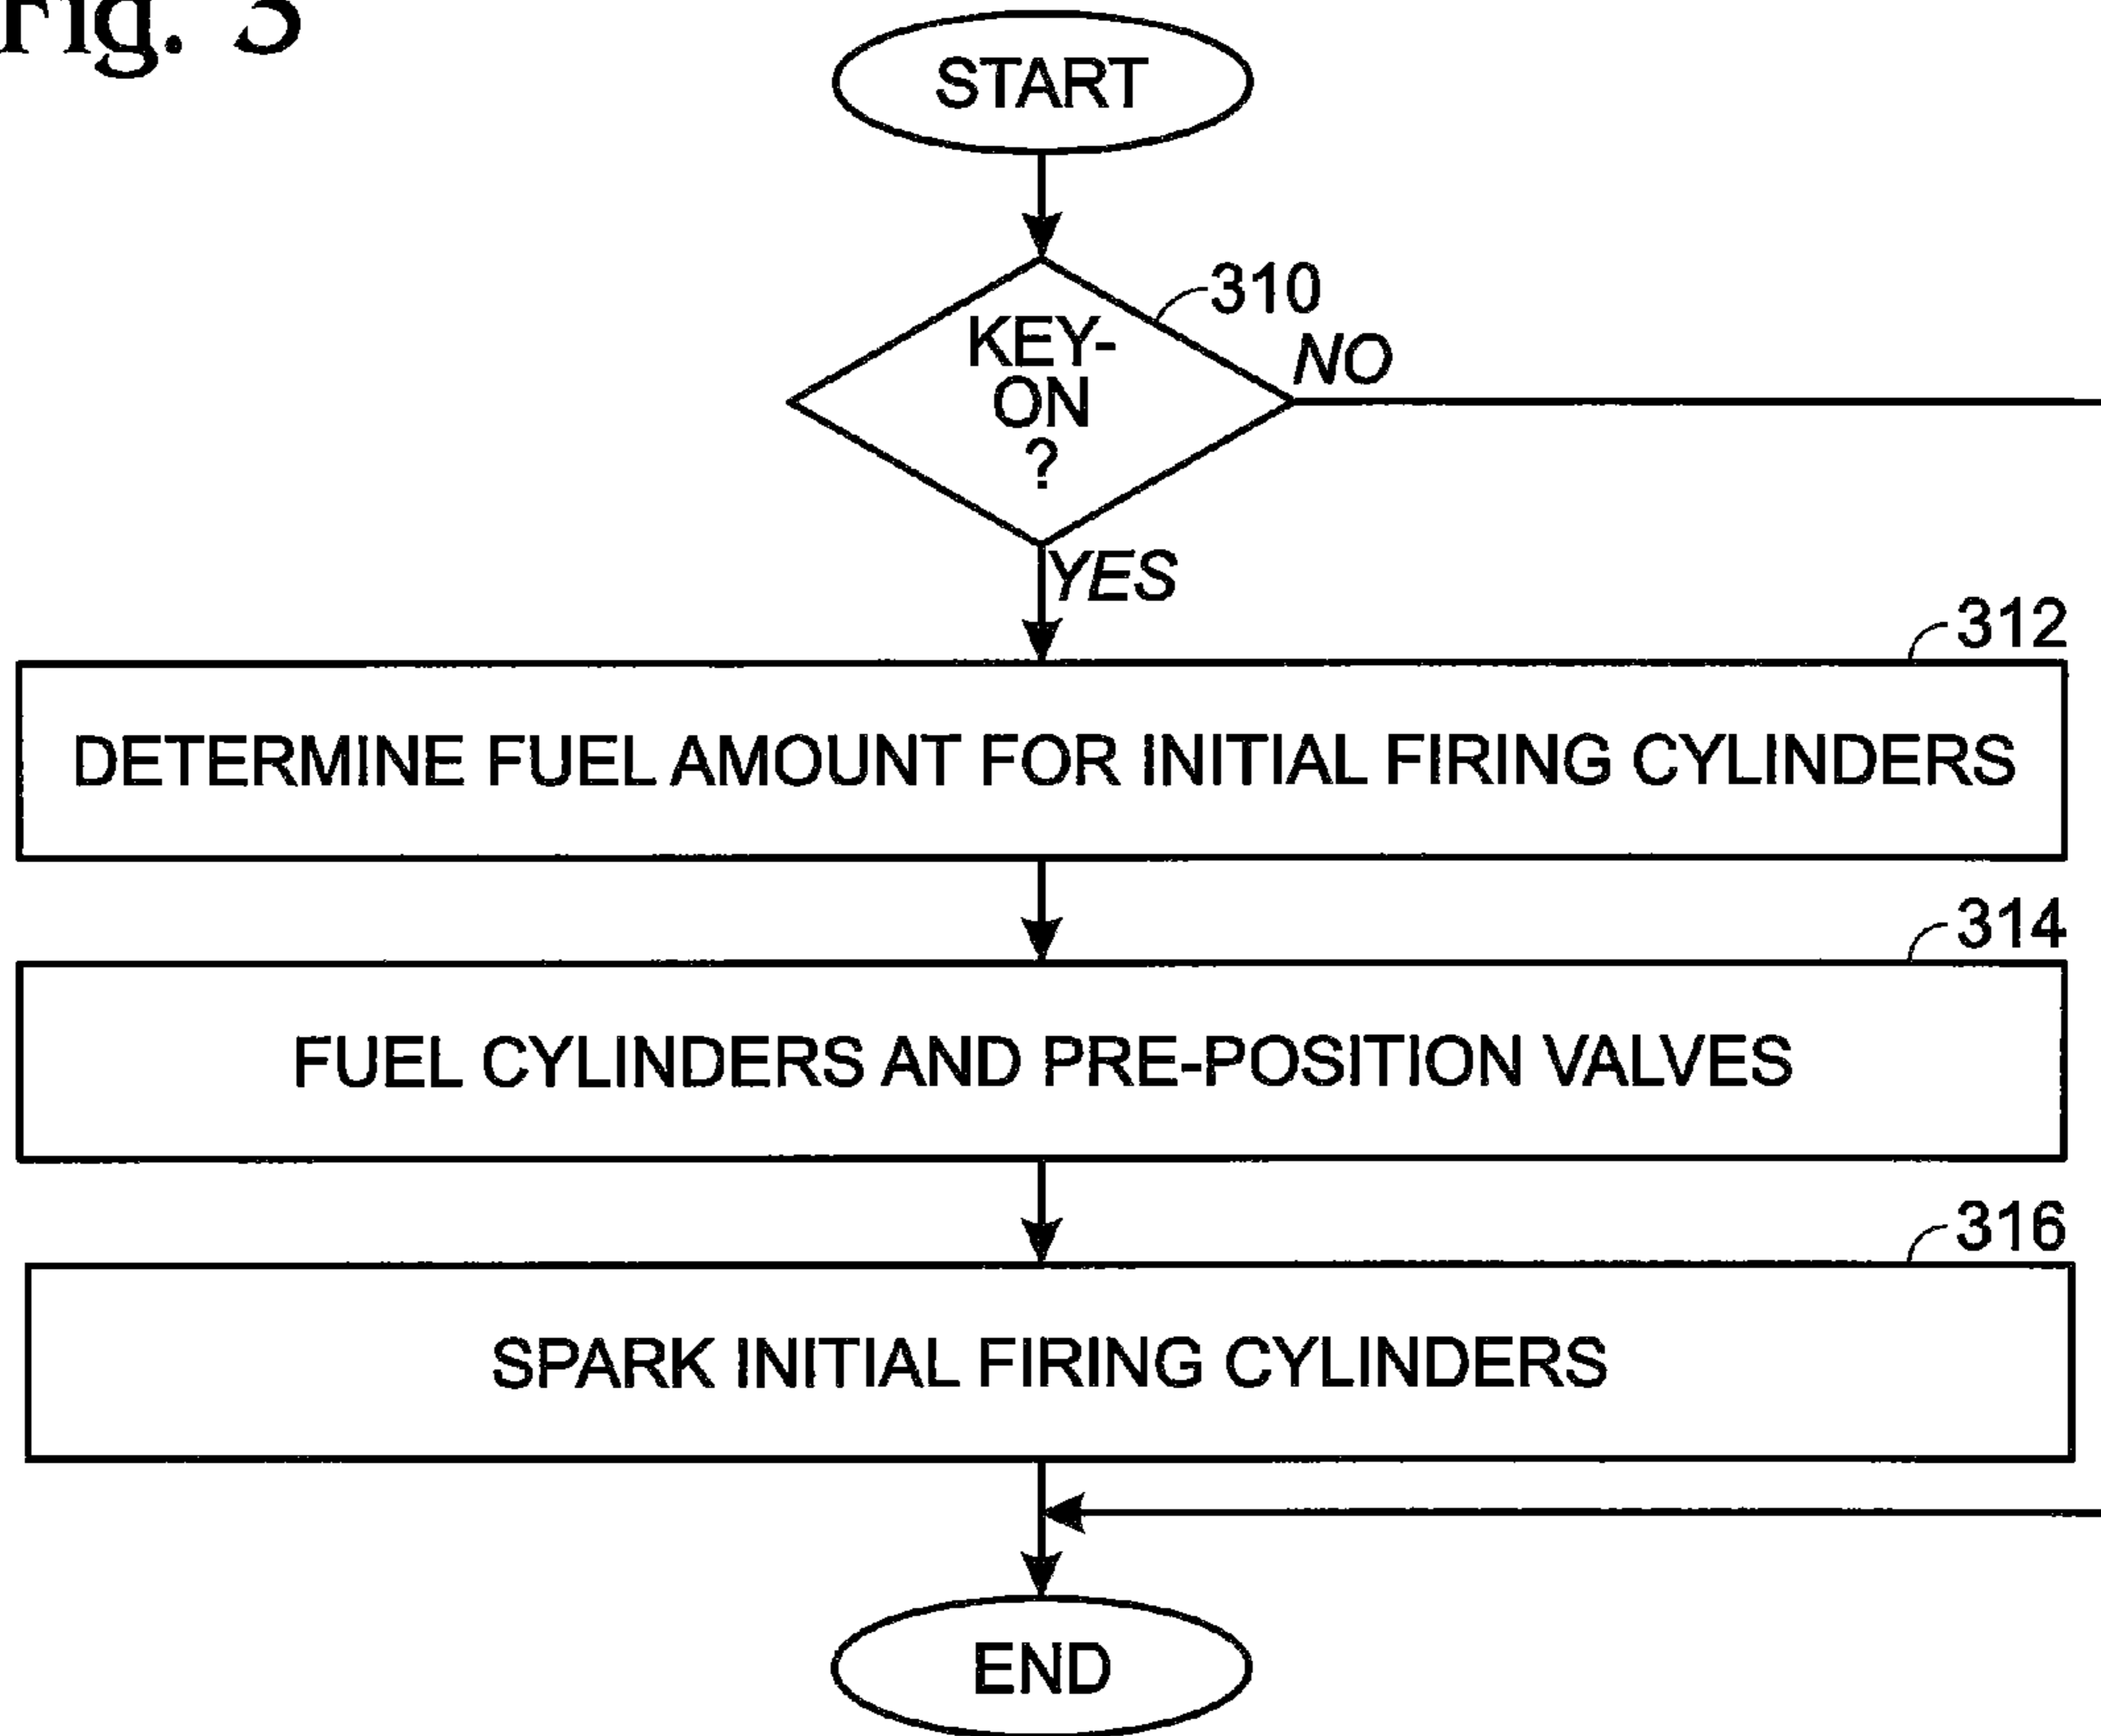 Fig. 3
START
310
KEY-
ON
?
NO
YES
312
DETERMINE FUEL AMOUNT FOR INITIAL FIRING CYLINDERS
314
FUEL CYLINDERS AND PRE-POSITION VALVES
316
SPARK INITIAL FIRING CYLINDERS
END